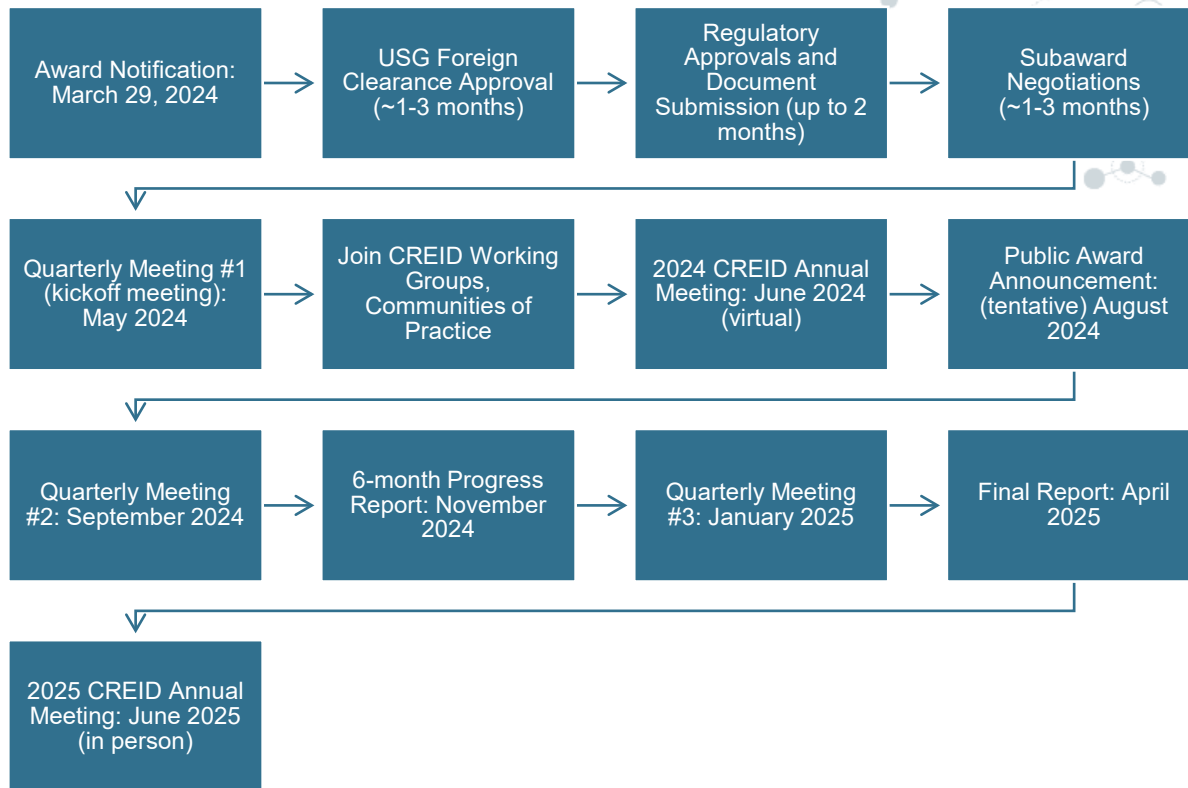 Award Notification:
March 29, 2024
USG Foreign
Clearance Approval
(~1-3 months)
Regulatory
Approvals and
Document
Submission (up to 2
months)
Subaward
Negotiations
(~1-3 months)
Quarterly Meeting #1
(kickoff meeting):
May 2024
Join CREID Working
Groups,
Communities of
Practice
2024 CREID Annual
Meeting: June 2024
(virtual)
Public Award
Announcement:
(tentative) August
2024
Quarterly Meeting
#2: September 2024
6-month Progress
Report: November
2024
Quarterly Meeting
#3: January 2025
Final Report: April
2025
2025 CREID Annual
Meeting: June 2025
(in person)